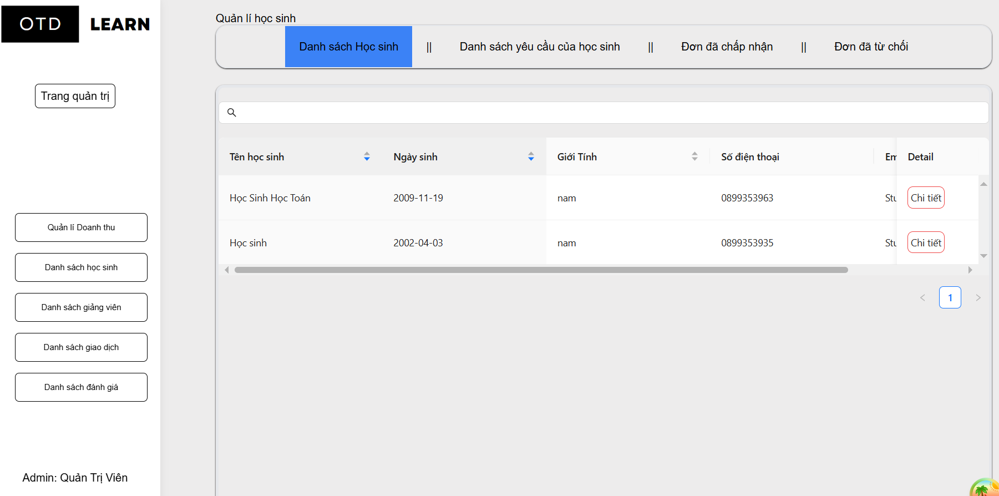 OTD LEARN
Trang quản trị
Quản lí Doanh thu
Danh sách học sinh
Danh sách giảng viên
Danh sách giao dịch
Danh sách đánh giá
Admin: Quản Trị Viên
Quản lí học sinh
Danh sách Học sinh || Danh sách yêu cầu của học sinh || Đơn đã chấp nhận || Đơn đã từ chối
Tên học sinh Ngày sinh Giới Tính Số điện thoại Em Detail
Học Sinh Học Toán 2009-11-19 nam 0899353963 Stu Chi tiết
Học sinh 2002-04-03 nam 0899353935 Stu Chi tiết
< 1 >